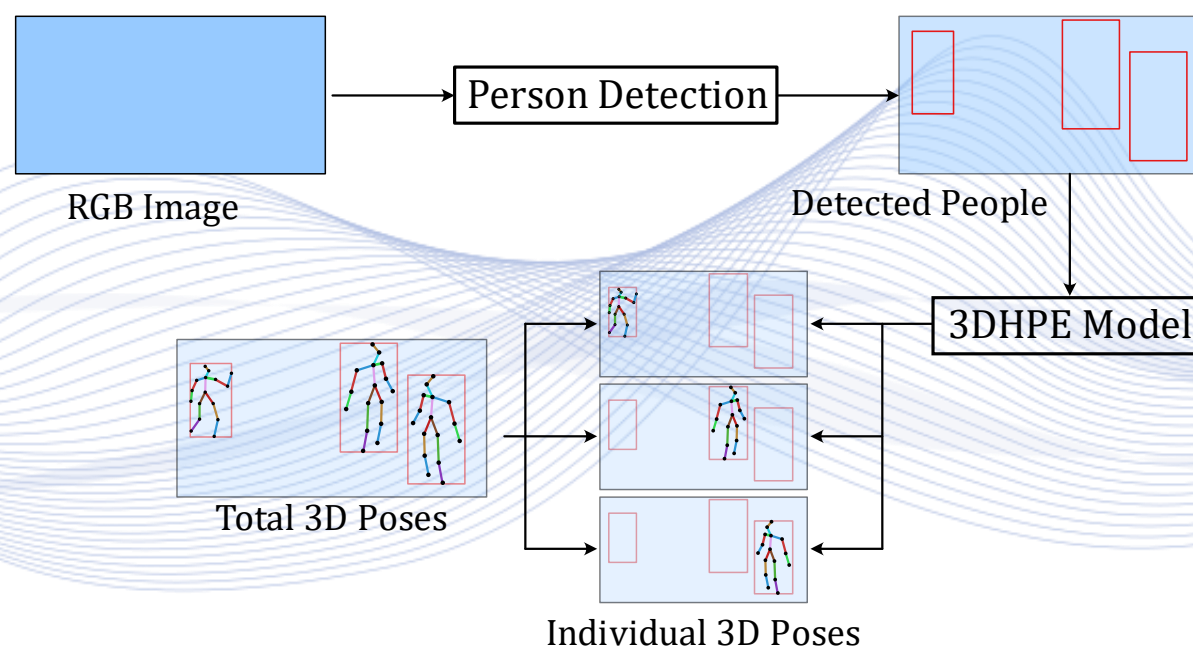 Person Detection
RGB Image
Detected People
3DHPE Model
Total 3D Poses
Individual 3D Poses